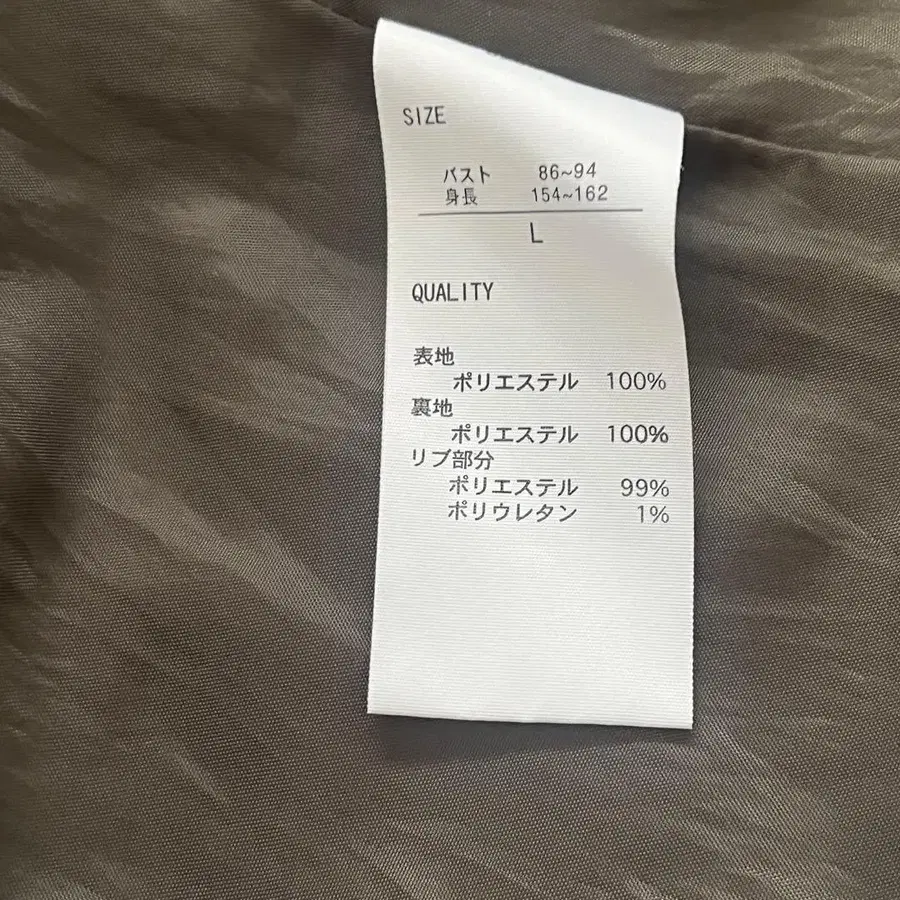 SIZE
バスト 86~94
身長 154~162
L
QUALITY
表地
ポリエステル 100%
裏地
ポリエステル 100%
リブ部分
ポリエステル 99%
ポリウレタン 1%